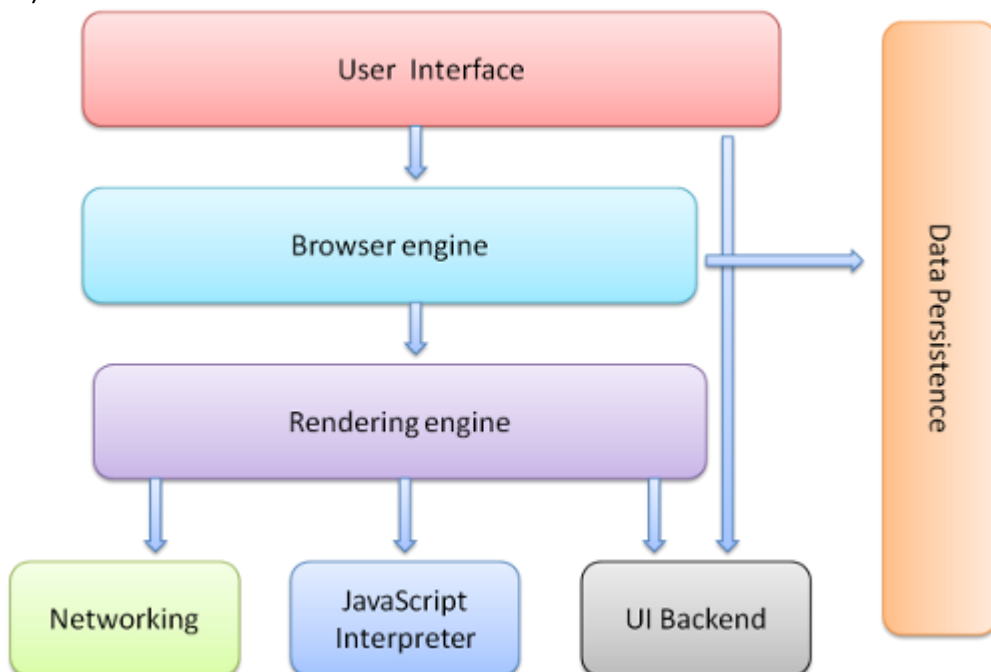 User Interface
Browser engine
Data Persistence
Rendering engine
Networking
JavaScript
Interpreter
UI Backend